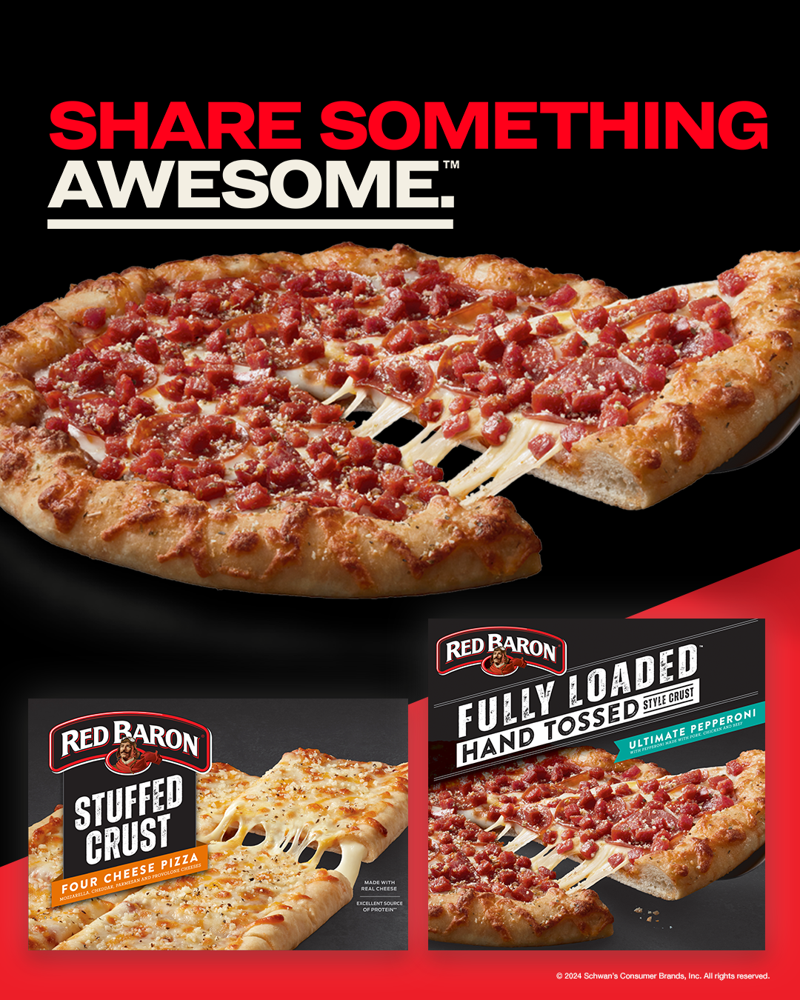 SHARE SOMETHING
AWESOME.™
RED BARON®
FULLY LOADED™
HAND TOSSED STYLE CRUST
ULTIMATE PEPPERONI
WITH PEPPERONI MADE WITH PORK, CHICKEN AND BEEF
RED BARON®
STUFFED
CRUST
FOUR CHEESE PIZZA
MOZZARELLA, CHEDDAR, PARMESAN AND PROVOLONE CHEESES
MADE WITH
REAL CHEESE
EXCELLENT SOURCE
OF PROTEIN**
© 2024 Schwan's Consumer Brands, Inc. All rights reserved.